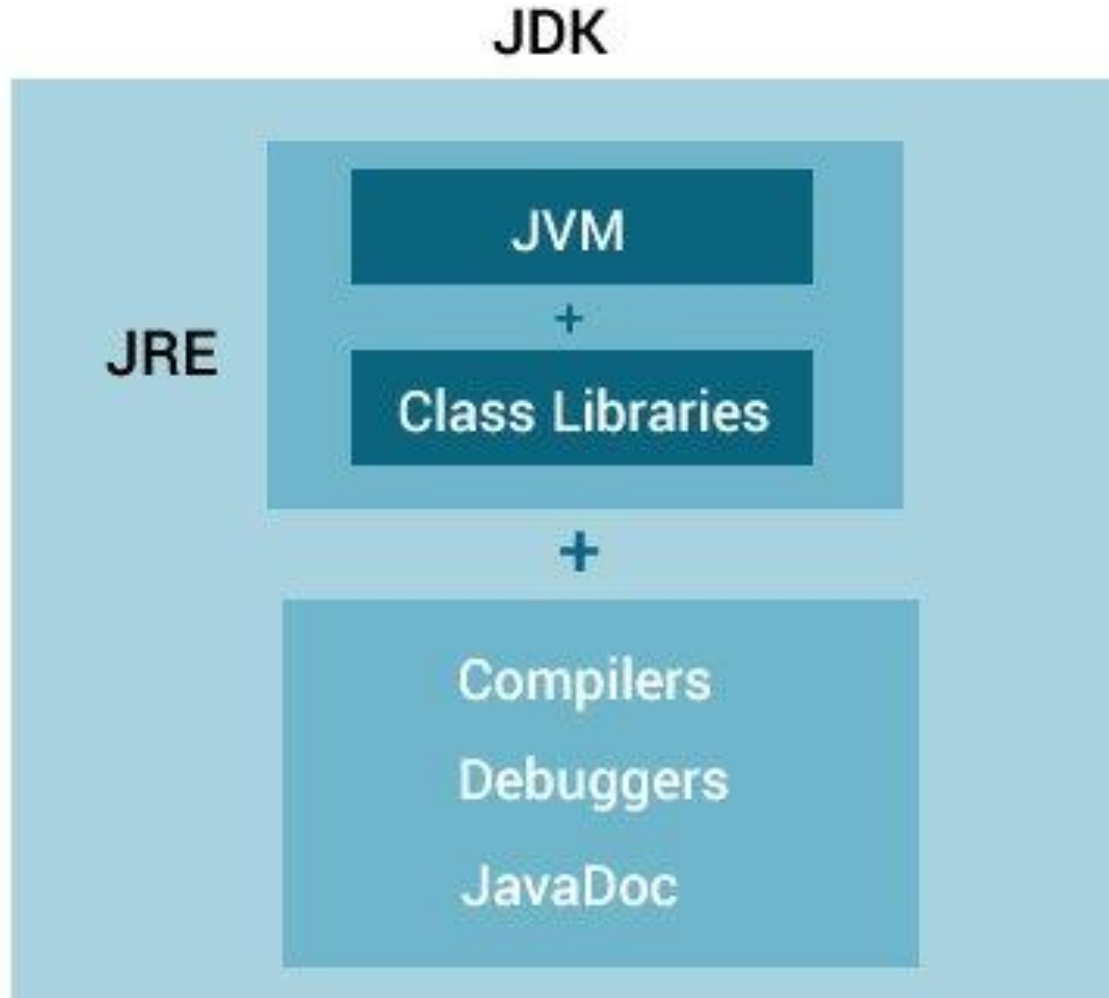 JDK
JVM
+
JRE
Class Libraries
+
Compilers
Debuggers
JavaDoc